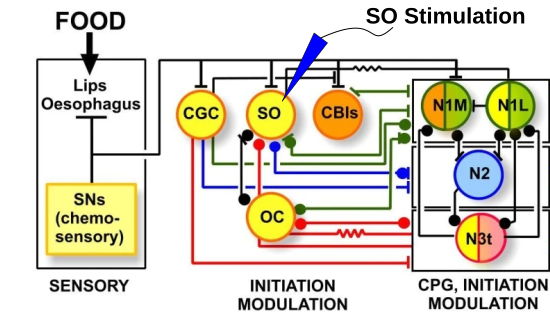 SO Stimulation
FOOD
Lips
Oesophagus
CGC
SO
CBIs
N1M
N1L
N2
SNs
(chemo-
sensory)
OC
N3t
SENSORY
INITIATION
MODULATION
CPG, INITIATION
MODULATION